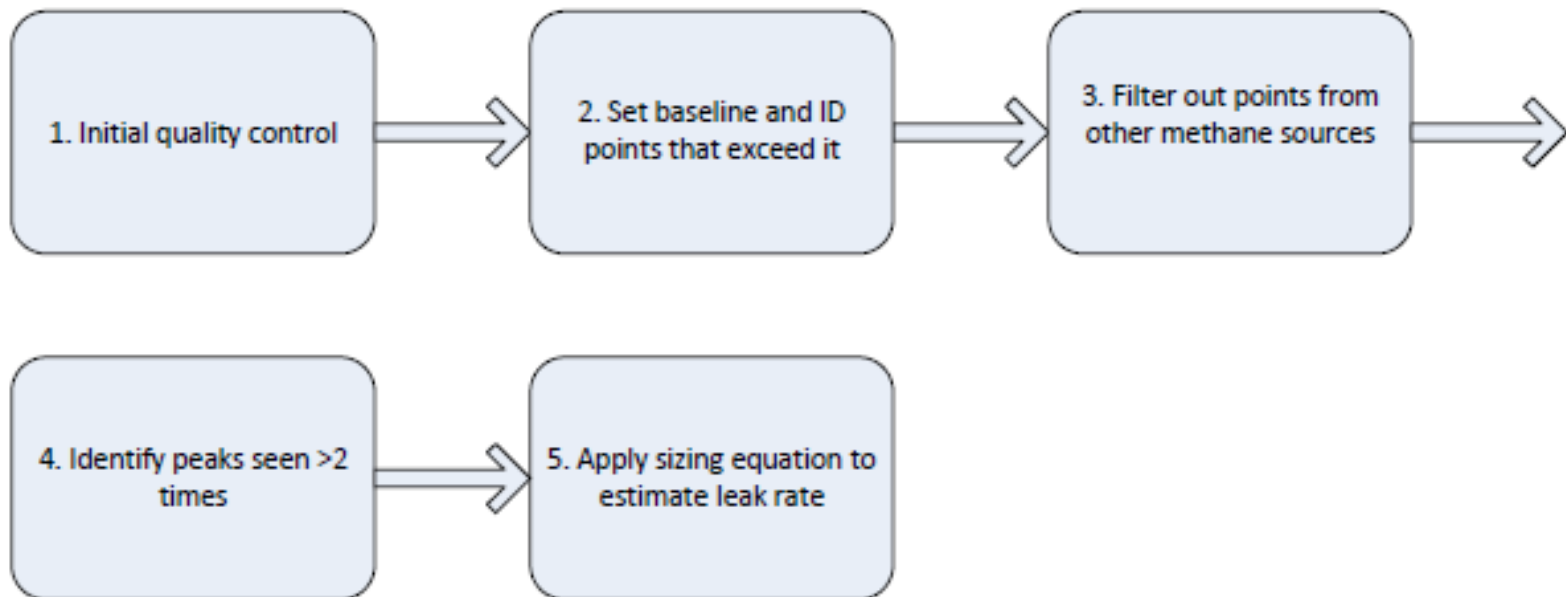 1. Initial quality control
2. Set baseline and ID
points that exceed it
3. Filter out points from
other methane sources
4. Identify peaks seen >2
times
5. Apply sizing equation to
estimate leak rate